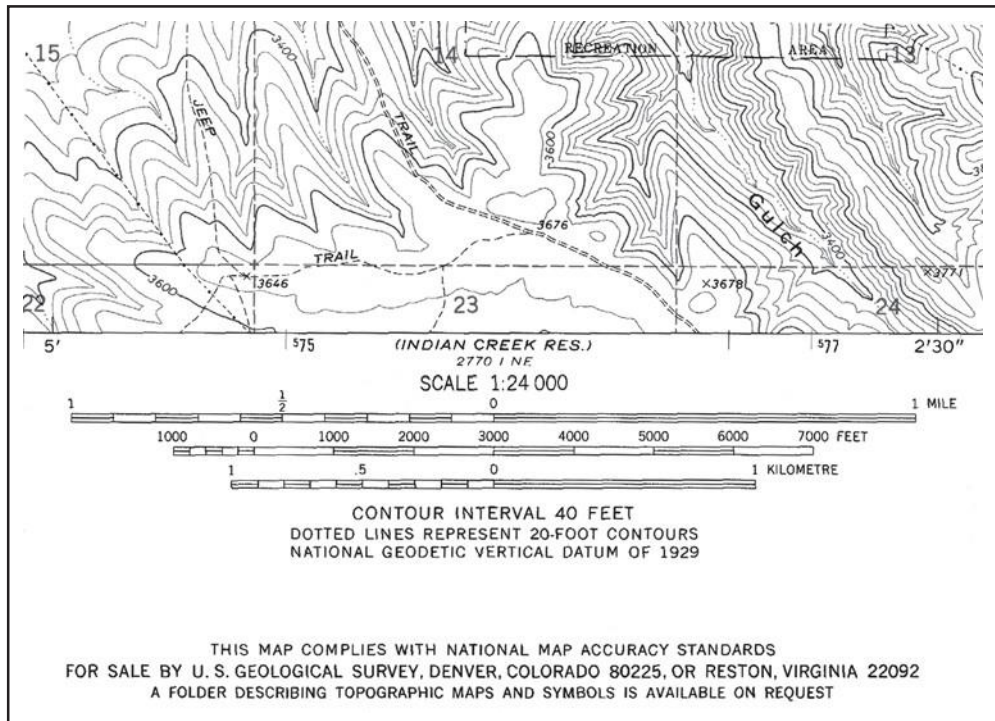 15
3400
14
RECREATION AREA
13
JEEP
TRAIL
3600
Gulch
3676
3400
TRAIL
3646
3600
3678
3771
22
23
24
5'
575
(INDIAN CREEK RES.)
2770 I NE
577
2'30"
SCALE 1:24 000
1 1/2 0 1 MILE
1000 0 1000 2000 3000 4000 5000 6000 7000 FEET
1 .5 0 1 KILOMETRE
CONTOUR INTERVAL 40 FEET
DOTTED LINES REPRESENT 20-FOOT CONTOURS
NATIONAL GEODETIC VERTICAL DATUM OF 1929
THIS MAP COMPLIES WITH NATIONAL MAP ACCURACY STANDARDS
FOR SALE BY U. S. GEOLOGICAL SURVEY, DENVER, COLORADO 80225, OR RESTON, VIRGINIA 22092
A FOLDER DESCRIBING TOPOGRAPHIC MAPS AND SYMBOLS IS AVAILABLE ON REQUEST